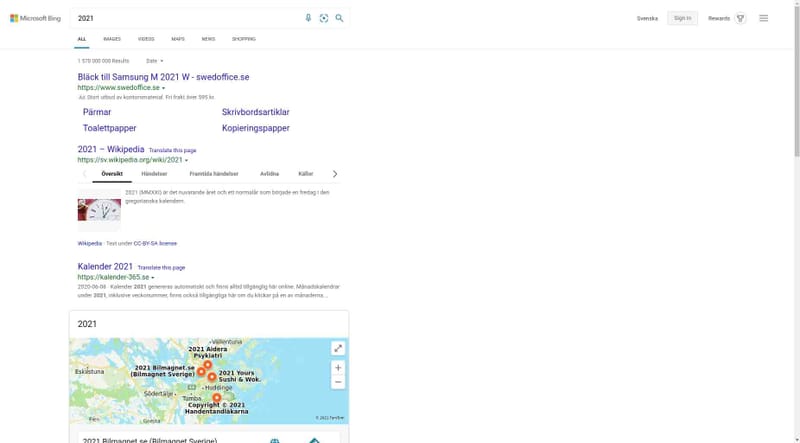 Microsoft Bing
2021
Svenska
Sign in
Rewards
ALL
IMAGES
VIDEOS
MAPS
NEWS
SHOPPING
1 570 000 000 Results
Date
Bläck till Samsung M 2021 W - swedoffice.se
https://www.swedoffice.se
Ad Stort utbud av kontorsmaterial. Fri frakt över 595 kr.
Pärmar
Skrivbordsartiklar
Toalettpapper
Kopieringspapper
2021 – Wikipedia Translate this page
https://sv.wikipedia.org/wiki/2021
Översikt
Händelser
Framtida händelser
Avlidna
Källor
2021 (MMXXI) är det nuvarande året och ett normalår som började en fredag i den
gregorianska kalendern.
Wikipedia · Text under CC-BY-SA license
Kalender 2021 Translate this page
https://kalender-365.se
2020-06-04 · Kalender 2021 genereras automatiskt och finns alltid tillgänglig här online. Månadskalendrar
under 2021, inklusive veckonummer, finns också tillgängliga här om du klickar på en av månaderna ...
2021
Vallentuna
2021 Aidera
Psykiatri
2021 Bilmagnet.se
(Bilmagnet Sverige)
2021 Yours
Sushi & Wok.
Eskilstuna
Huddinge
Södertälje
Tumba
Copyright © 2021
Handentandläkarna
Flen
Gnesta
© 2021 TomTom
2021 Bilmagnet.se (Bilmagnet Sverige)